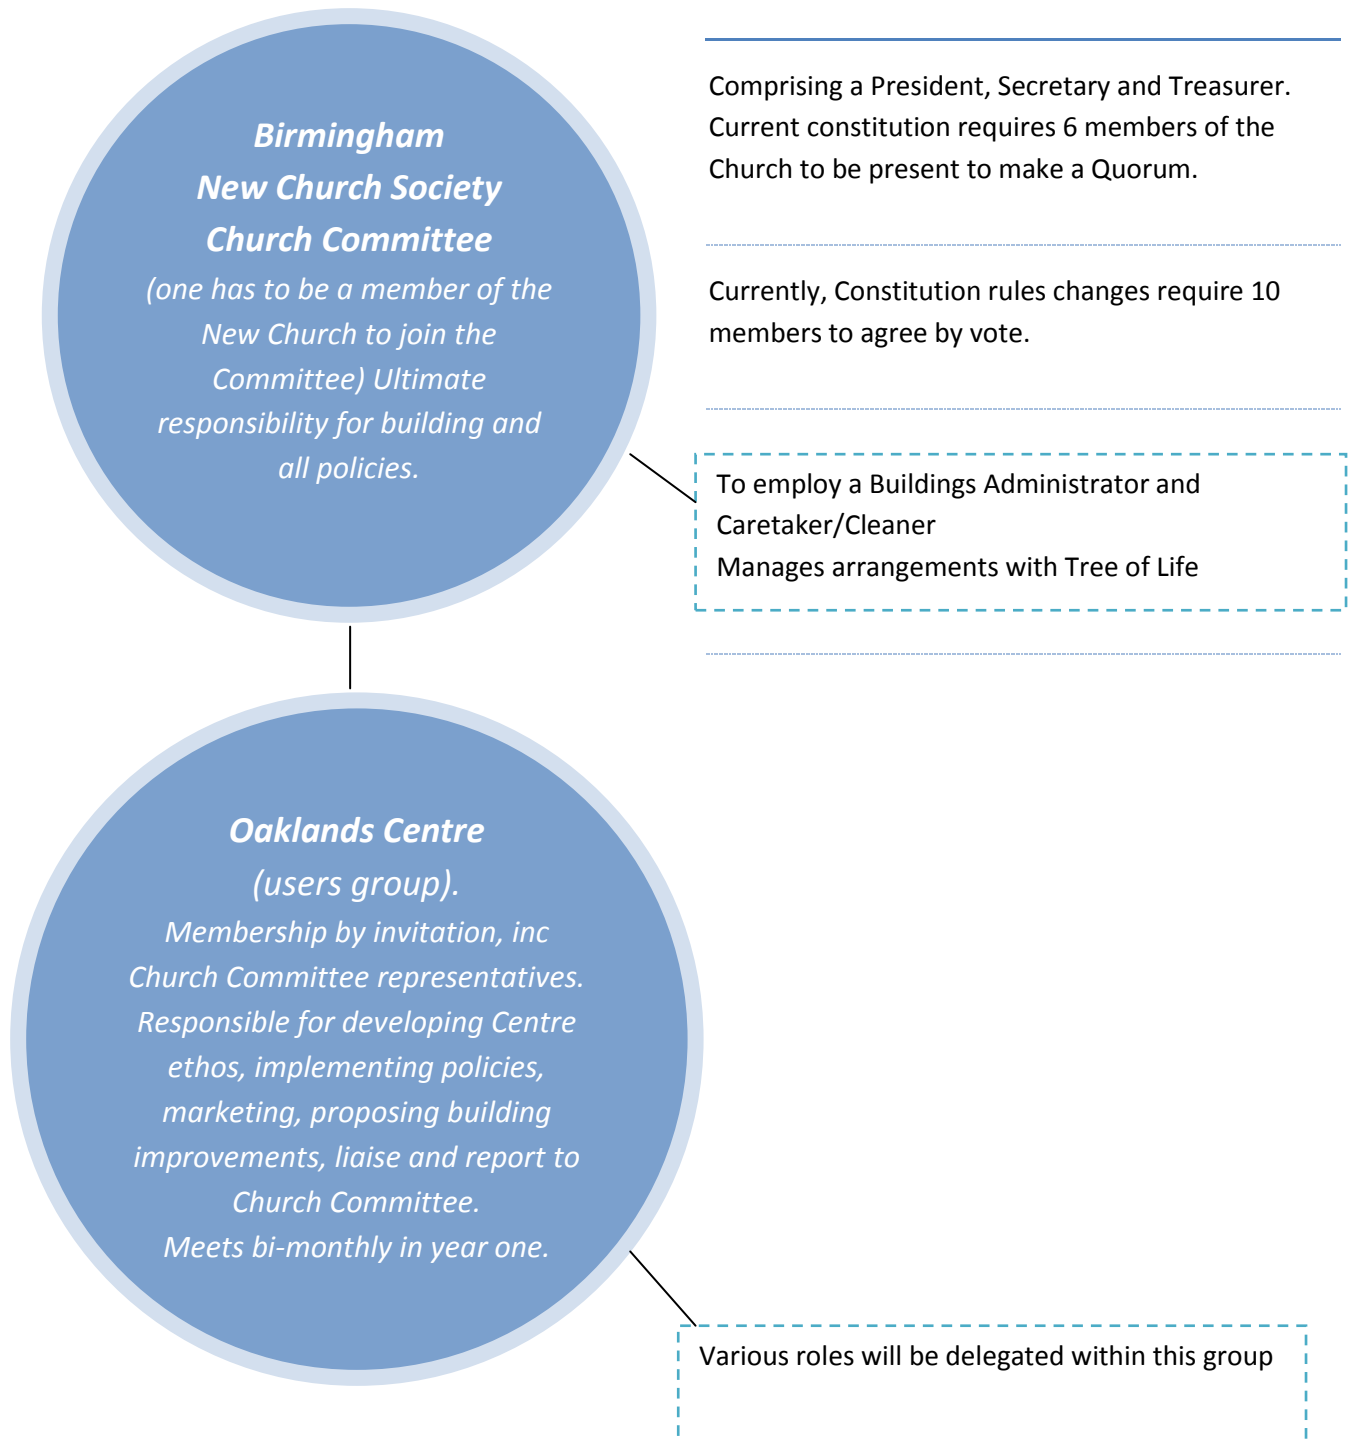 Birmingham
New Church Society
Church Committee
(one has to be a member of the
New Church to join the
Committee) Ultimate
responsibility for building and
all policies.
Comprising a President, Secretary and Treasurer.
Current constitution requires 6 members of the
Church to be present to make a Quorum.
Currently, Constitution rules changes require 10
members to agree by vote.
To employ a Buildings Administrator and
Caretaker/Cleaner
Manages arrangements with Tree of Life
Oaklands Centre
(users group).
Membership by invitation, inc
Church Committee representatives.
Responsible for developing Centre
ethos, implementing policies,
marketing, proposing building
improvements, liaise and report to
Church Committee.
Meets bi-monthly in year one.
Various roles will be delegated within this group